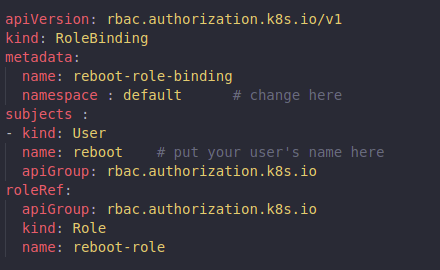 apiVersion: rbac.authorization.k8s.io/v1
kind: RoleBinding
metadata:
  name: reboot-role-binding
  namespace : default      # change here
subjects :
- kind: User
  name: reboot    # put your user's name here
  apiGroup: rbac.authorization.k8s.io
roleRef:
  apiGroup: rbac.authorization.k8s.io
  kind: Role
  name: reboot-role